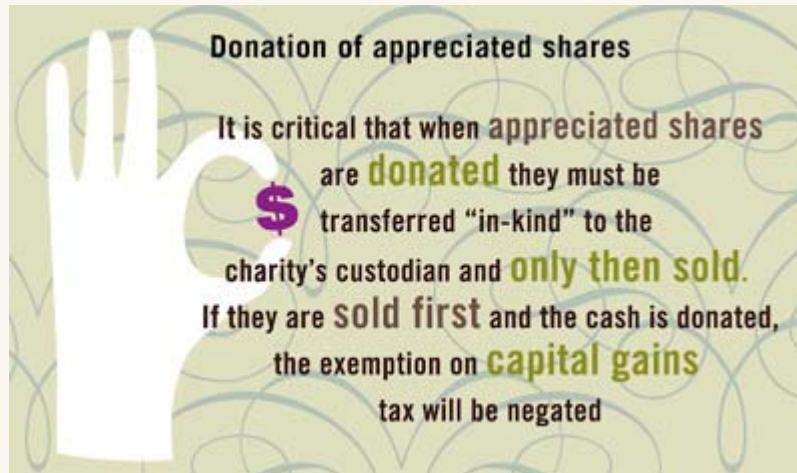 Donation of appreciated shares
It is critical that when appreciated shares
are donated they must be
$
transferred “in-kind” to the
charity’s custodian and only then sold.
If they are sold first and the cash is donated,
the exemption on capital gains
tax will be negated